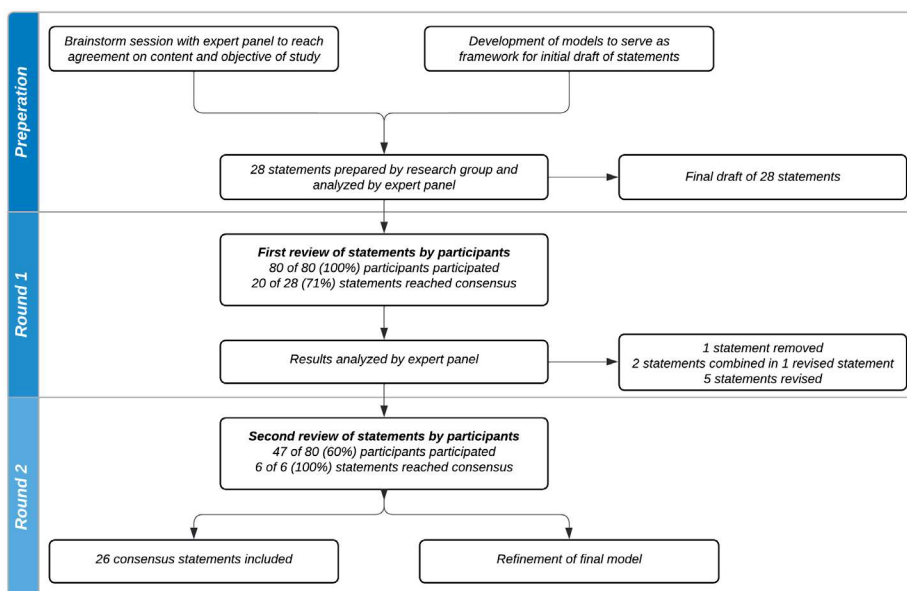 Preperation
Brainstorm session with expert panel to reach
agreement on content and objective of study
Development of models to serve as
framework for initial draft of statements
28 statements prepared by research group and
analyzed by expert panel
Final draft of 28 statements
Round 1
First review of statements by participants
80 of 80 (100%) participants participated
20 of 28 (71%) statements reached consensus
Results analyzed by expert panel
1 statement removed
2 statements combined in 1 revised statement
5 statements revised
Round 2
Second review of statements by participants
47 of 80 (60%) participants participated
6 of 6 (100%) statements reached consensus
26 consensus statements included
Refinement of final model